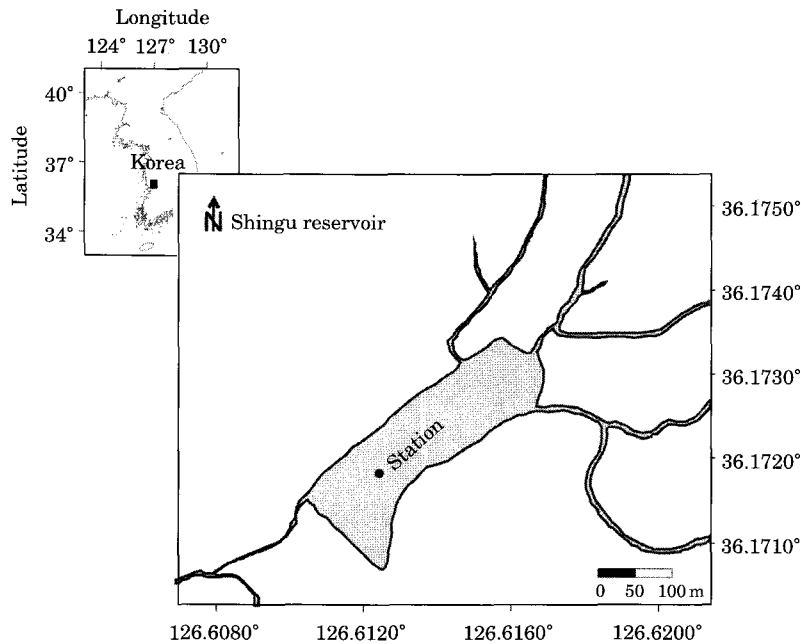 Longitude
124° 127° 130°
Latitude
40°
37°
34°
Korea
N
Shingu reservoir
Station
36.1750°
36.1740°
36.1730°
36.1720°
36.1710°
0 50 100 m
126.6080° 126.6120° 126.6160° 126.6200°